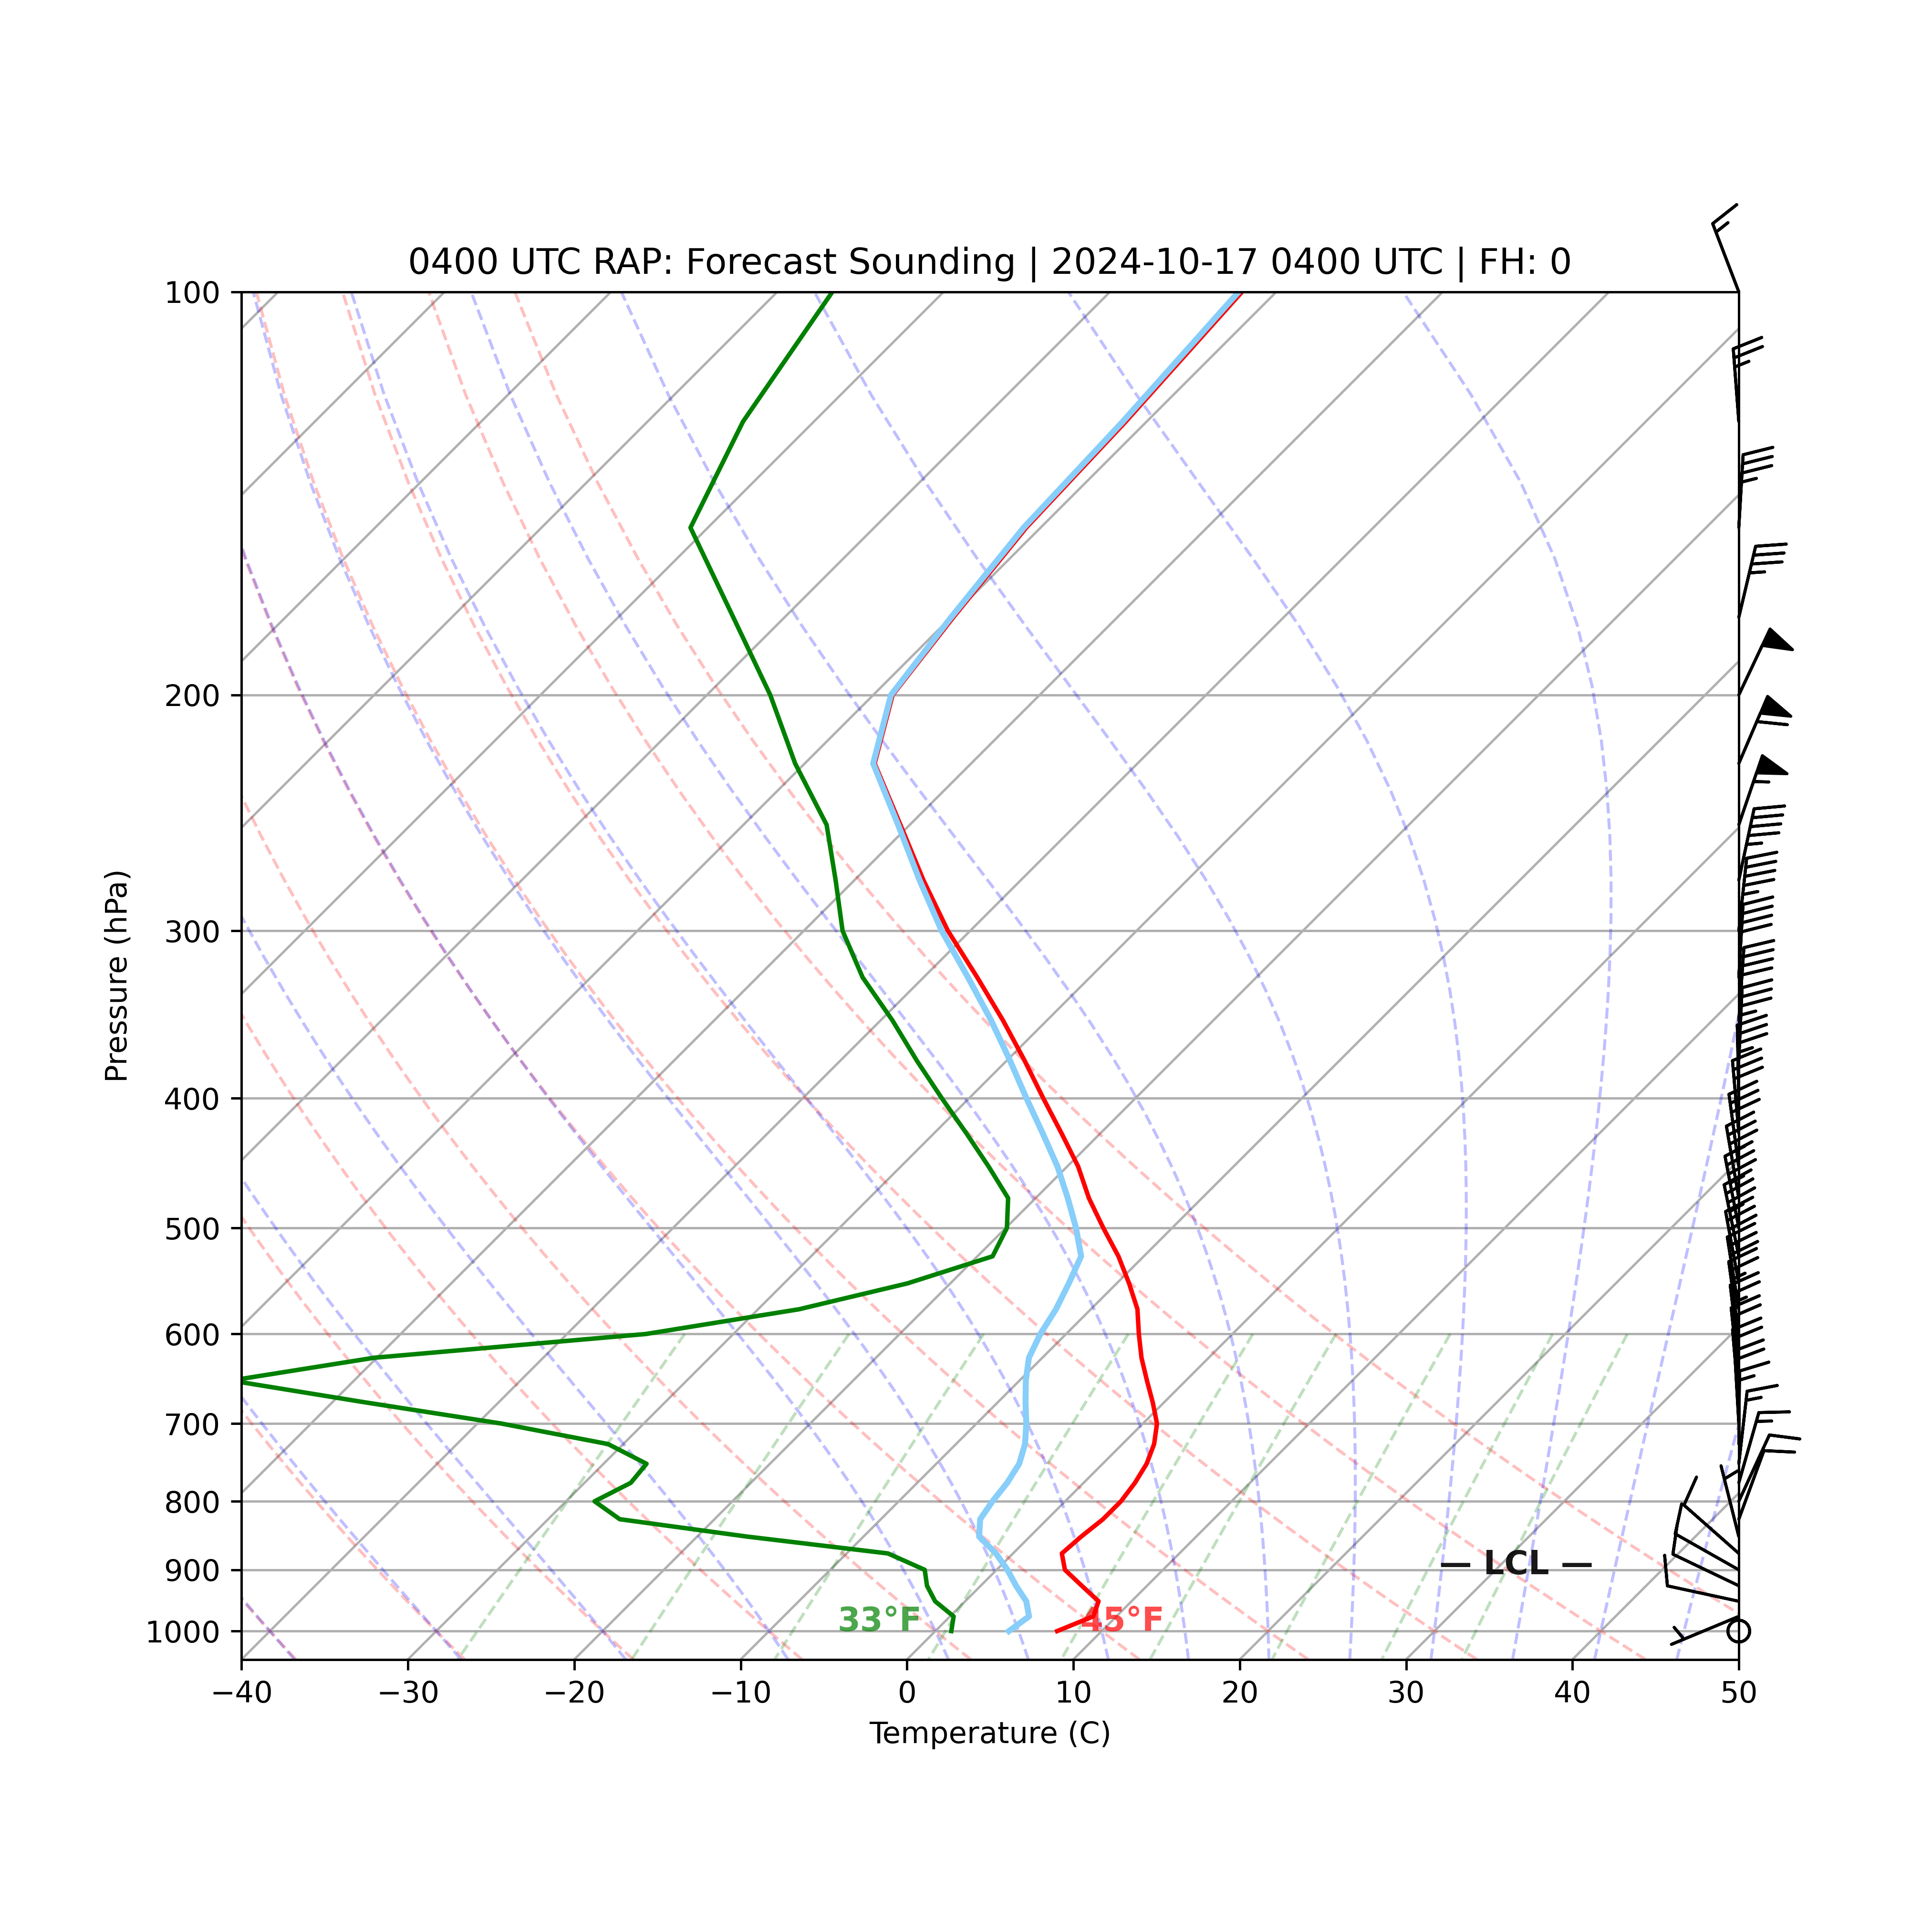 0400 UTC RAP: Forecast Sounding | 2024-10-17 0400 UTC | FH: 0
100
200
300
400
500
600
700
800
900
1000
Pressure (hPa)
— LCL —
33°F
45°F
−40 −30 −20 −10 0 10 20 30 40 50
Temperature (C)